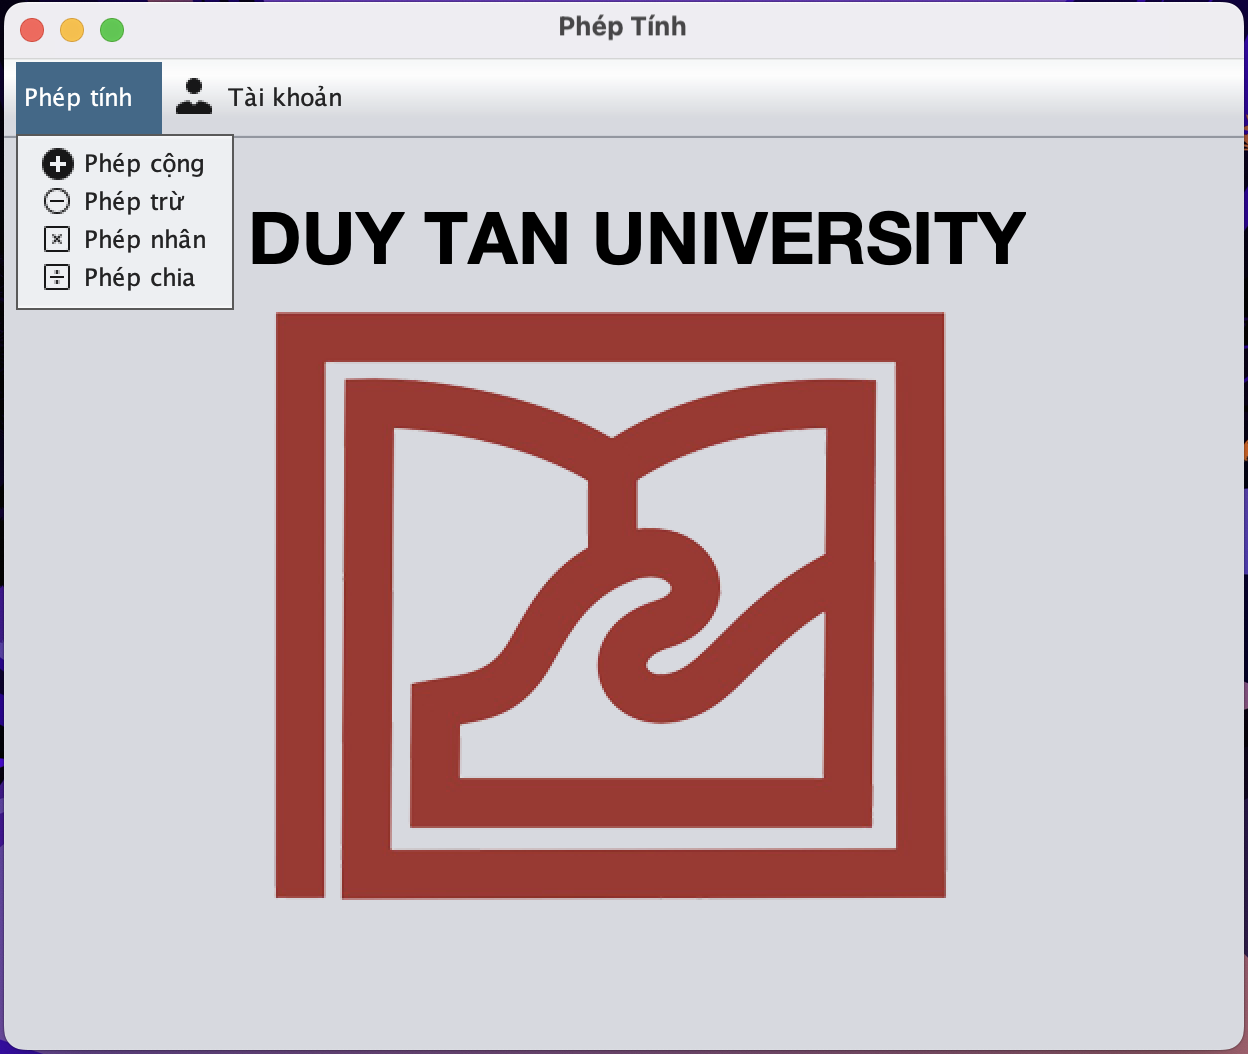 Phép Tính
Phép tính
Tài khoản
Phép cộng
Phép trừ
Phép nhân
Phép chia
DUY TAN UNIVERSITY